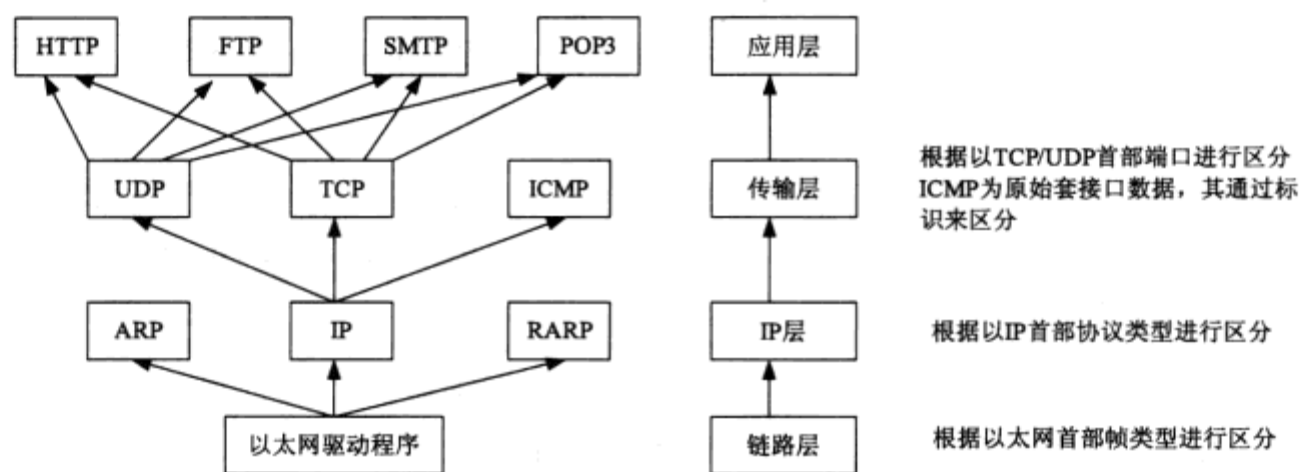 HTTP
FTP
SMTP
POP3
应用层
UDP
TCP
ICMP
传输层
根据以TCP/UDP首部端口进行区分
ICMP为原始套接口数据，其通过标
识来区分
ARP
IP
RARP
IP层
根据以IP首部协议类型进行区分
以太网驱动程序
链路层
根据以太网首部帧类型进行区分